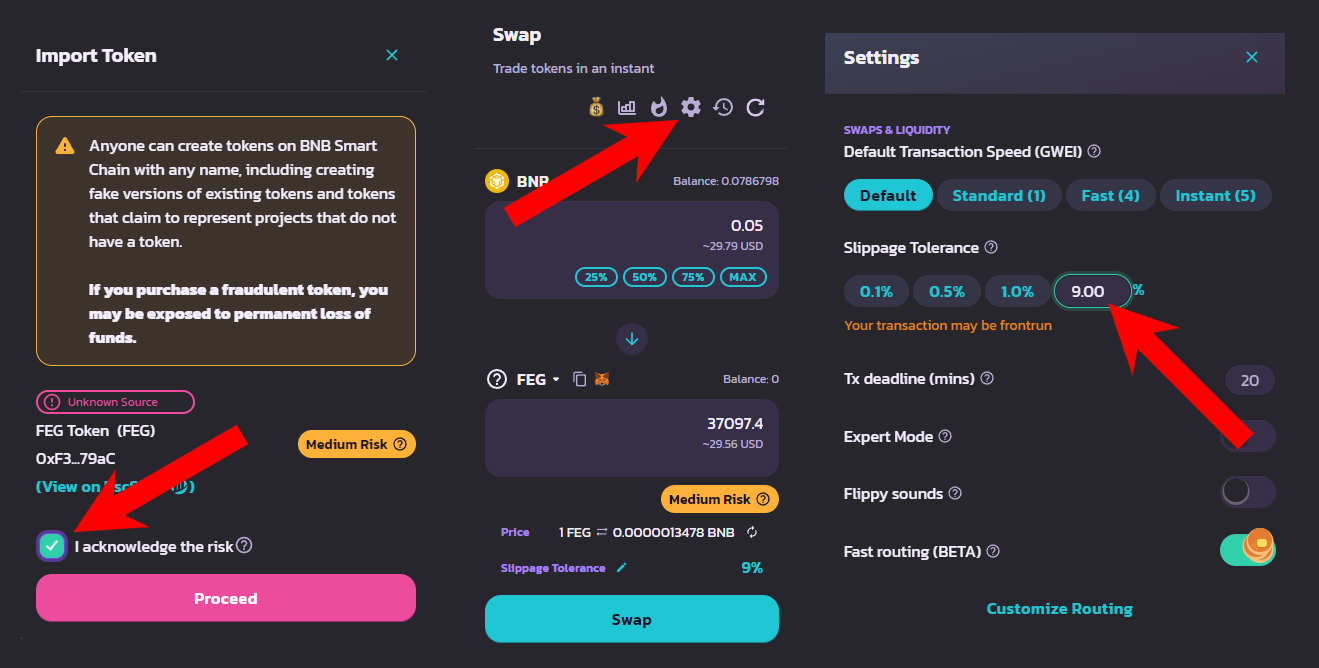 Import Token
Anyone can create tokens on BNB Smart
Chain with any name, including creating
fake versions of existing tokens and tokens
that claim to represent projects that do not
have a token.
If you purchase a fraudulent token, you
may be exposed to permanent loss of
funds.
Unknown Source
FEG Token (FEG)
0xF3...79aC
Medium Risk
(View on
I acknowledge the risk
Proceed
Swap
Trade tokens in an instant
BNB
Balance: 0.0786798
0.05
~29.79 USD
25% 50% 75% MAX
FEG
Balance: 0
37097.4
~29.56 USD
Medium Risk
Price 1 FEG ⇄ 0.0000013478 BNB
Slippage Tolerance 9%
Swap
Settings
SWAPS & LIQUIDITY
Default Transaction Speed (GWEI)
Default Standard (1) Fast (4) Instant (5)
Slippage Tolerance
0.1% 0.5% 1.0% 9.00 %
Your transaction may be frontrun
Tx deadline (mins) 20
Expert Mode
Flippy sounds
Fast routing (BETA)
Customize Routing